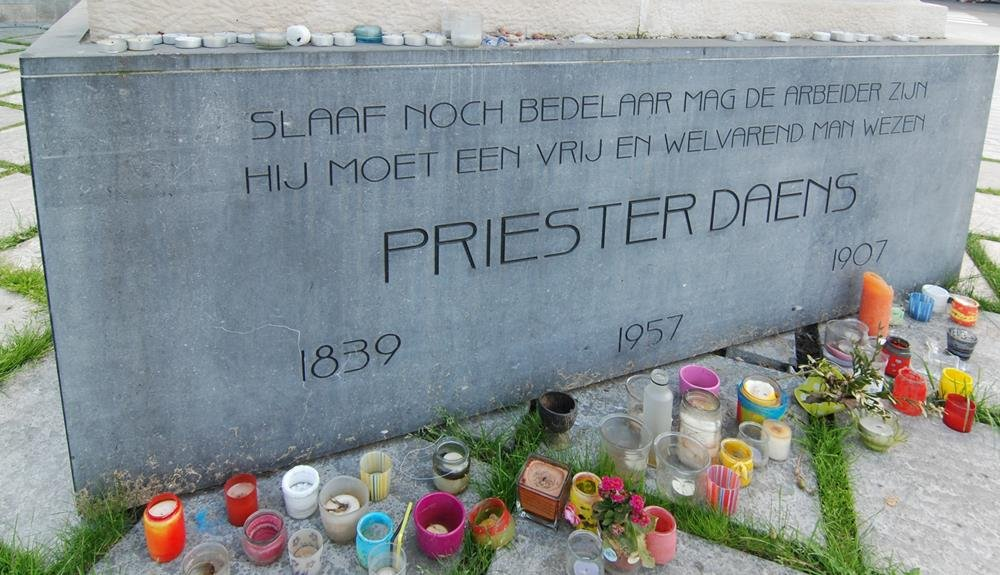 SLAAF NOCH BEDELAAR MAG DE ARBEIDER ZIJN
HIJ MOET EEN VRIJ EN WELVAREND MAN WEZEN
PRIESTER DAENS
1839
1957
1907